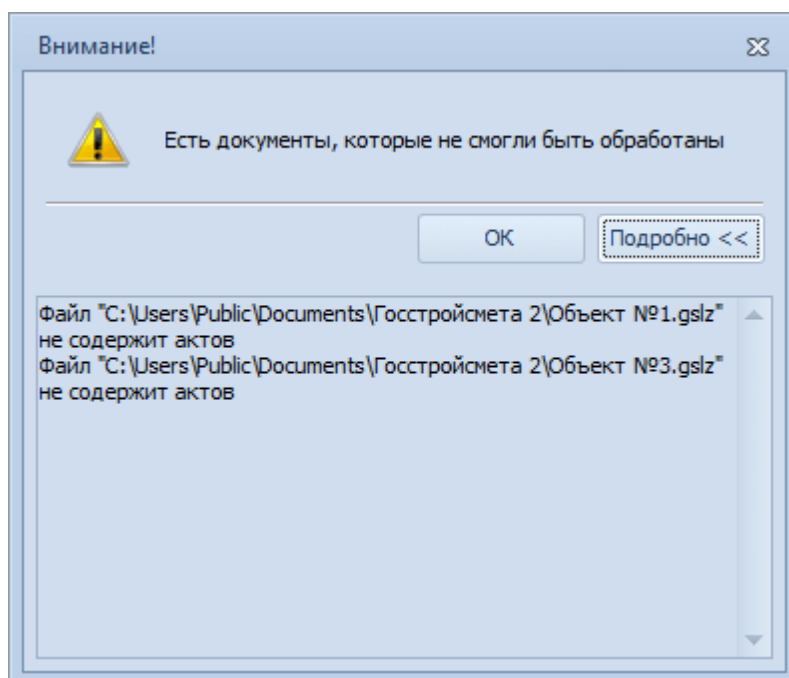 Внимание!
Есть документы, которые не смогли быть обработаны
ОК
Подробно <<
Файл "C:\Users\Public\Documents\Госстройсмета 2\Объект №1.gslz"
не содержит актов
Файл "C:\Users\Public\Documents\Госстройсмета 2\Объект №3.gslz"
не содержит актов